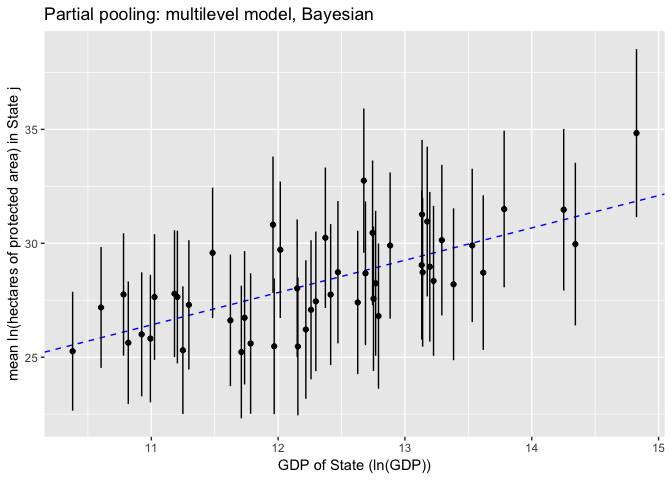 Partial pooling: multilevel model, Bayesian
mean ln(hectares of protected area) in State j
35
30
25
11
12
13
14
15
GDP of State (ln(GDP))